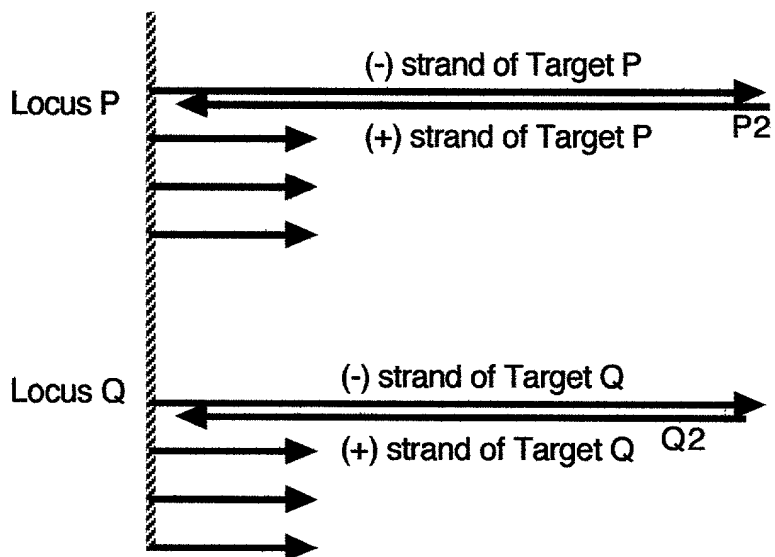 (-) strand of Target P
Locus P
P2
(+) strand of Target P
(-) strand of Target Q
Locus Q
Q2
(+) strand of Target Q